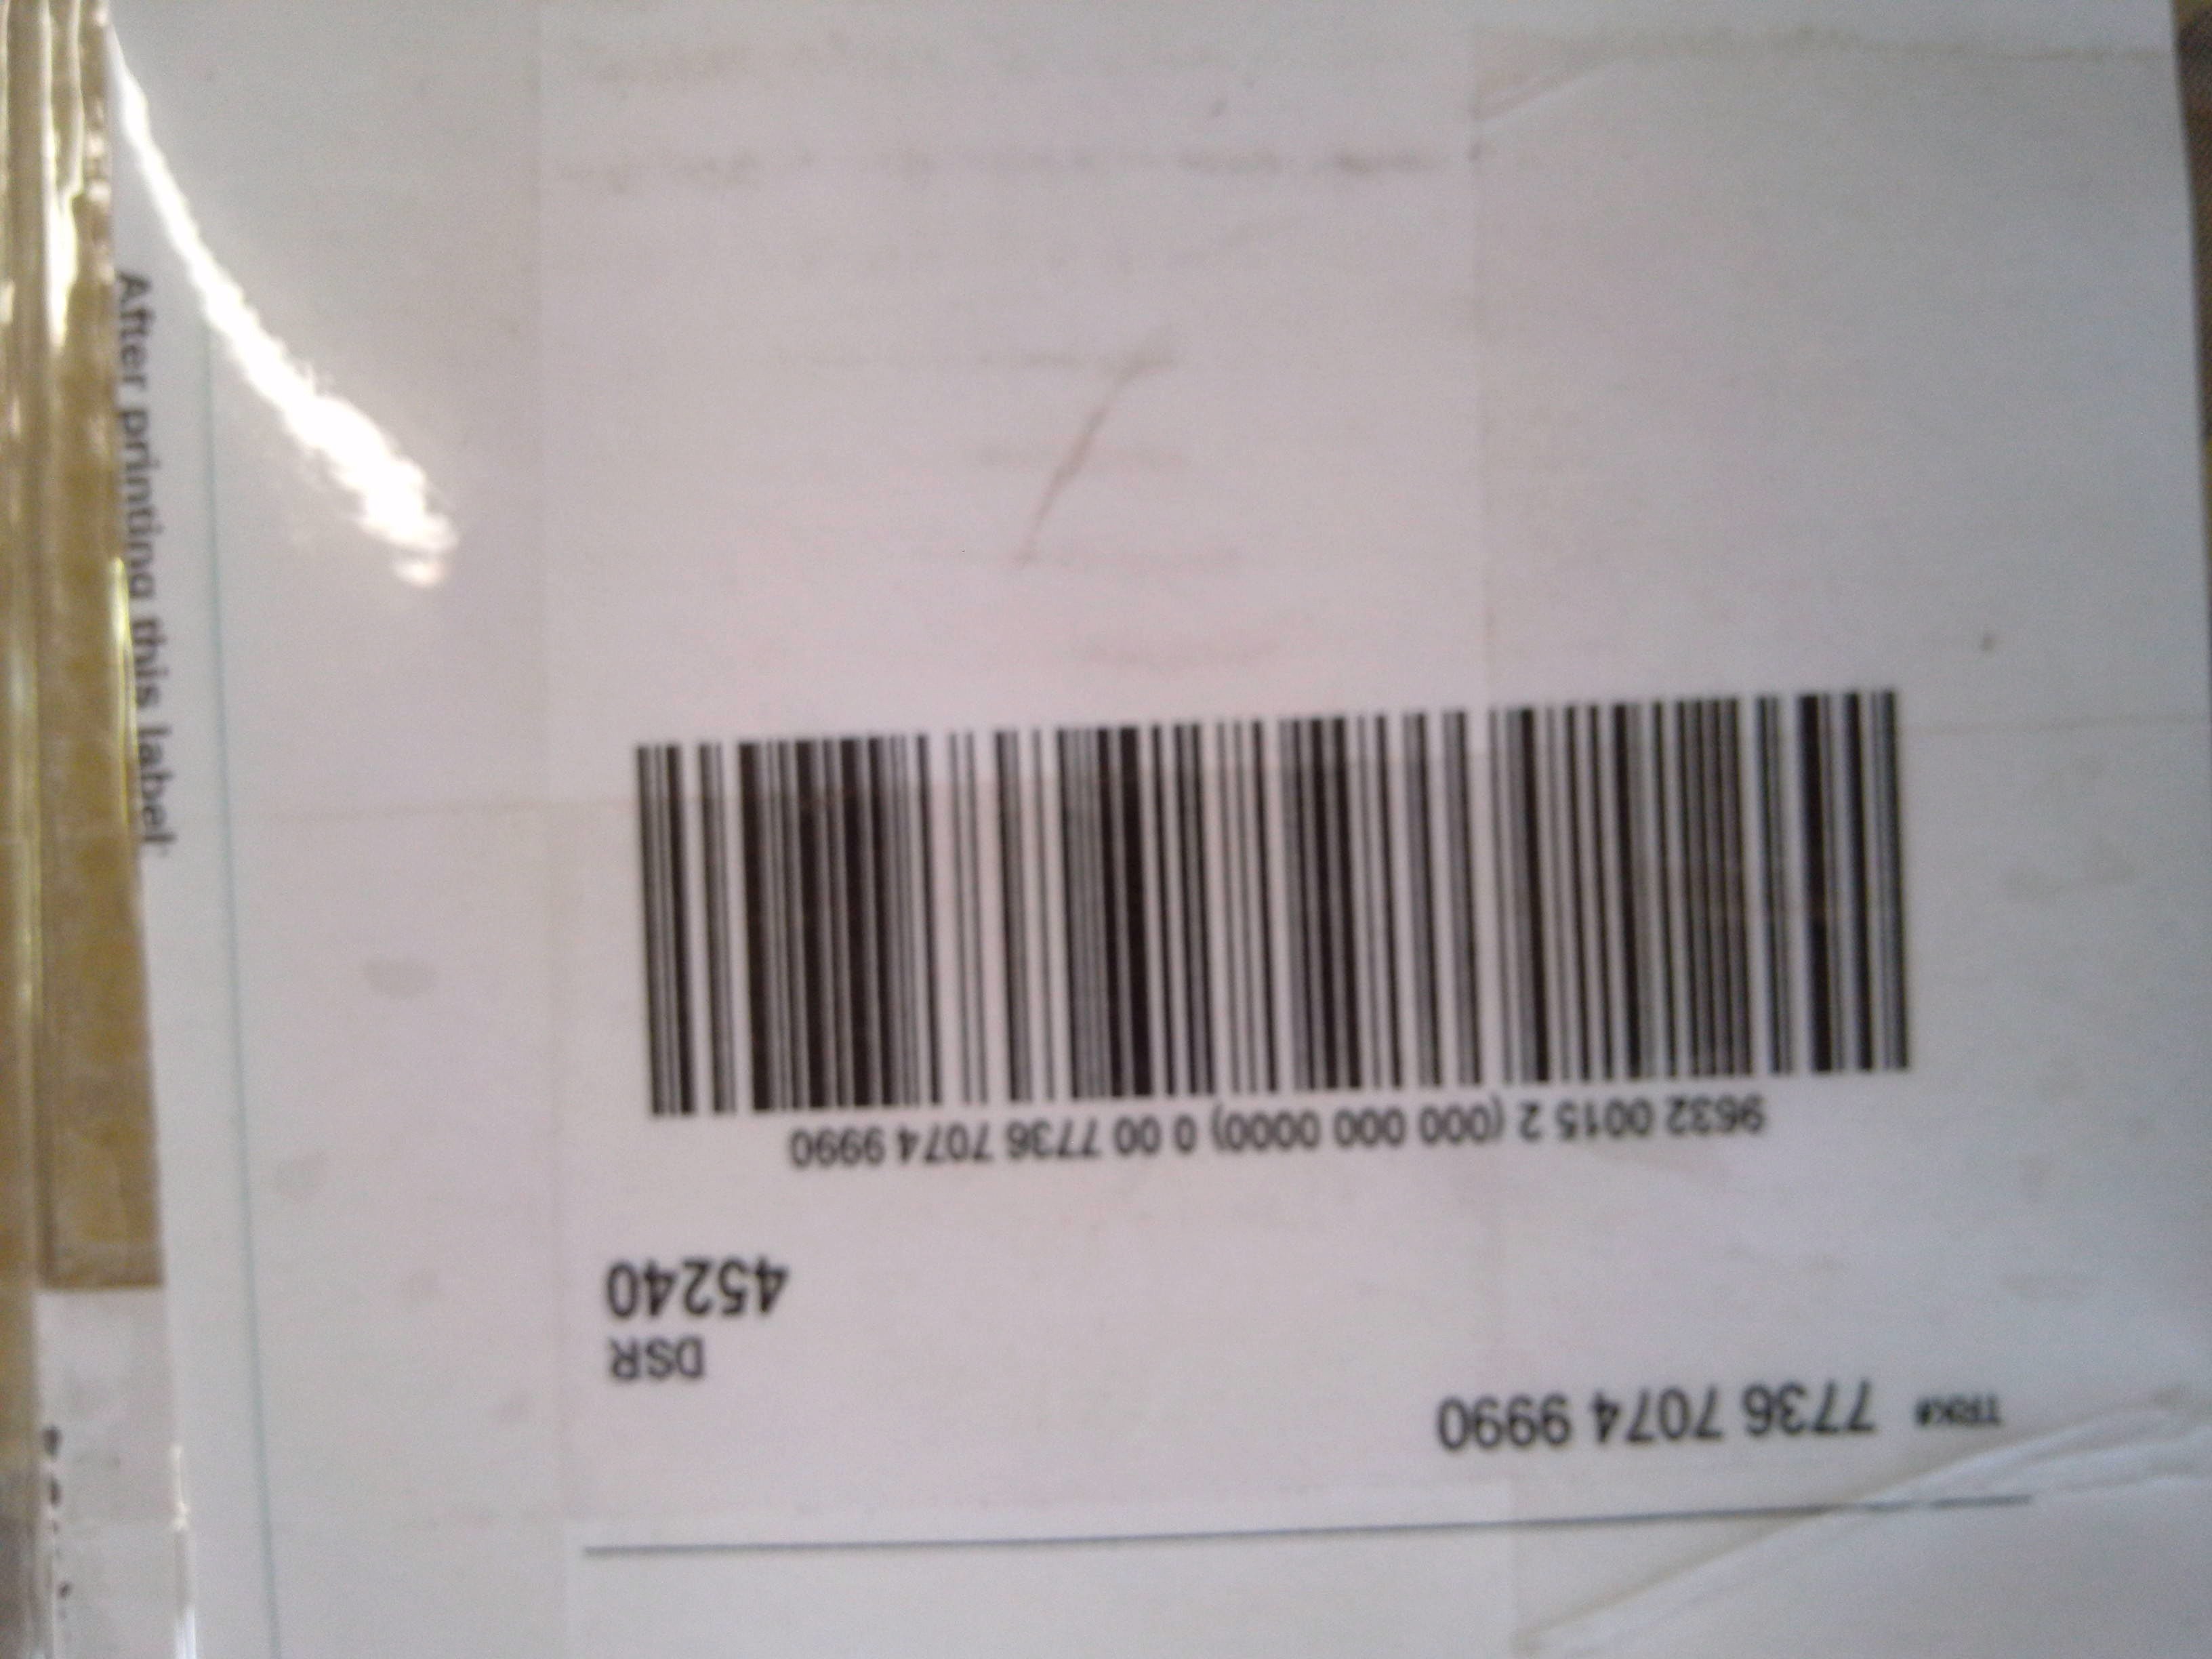 TRK# 7736 7074 9990
DSR
45240
9632 0015 2 (000 000 0000) 0 00 7736 7074 9990
After printing this label: